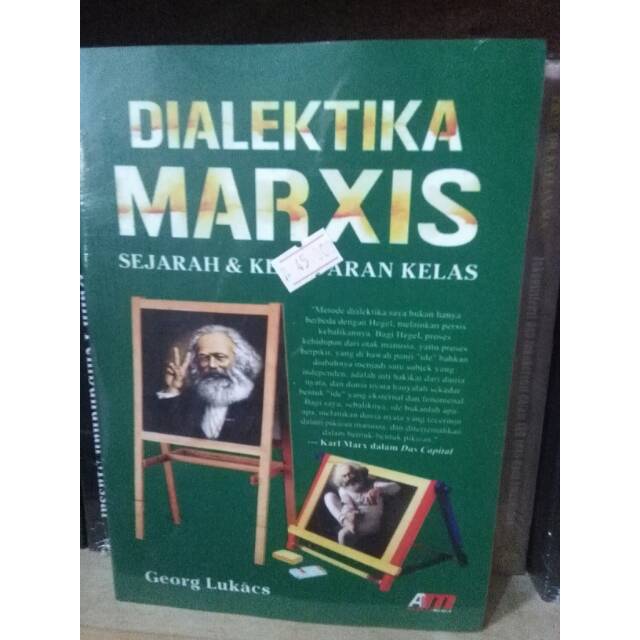 DIALEKTIKA
MARXIS
SEJARAH & KE ARAN KELAS
45.
"Metode dialektika saya bukan hanya
berbeda dengan Hegel, melainkan persis
kebalikannya. Bagi Hegel, proses
kehidupan dari otak manusia, yaitu proses
berpikir, yang di bawah panji "ide" bahkan
diubahnya menjadi satu subjek yang
independen, adalah inti hakikat dari dunia
nyata, dan dunia nyata hanyalah sekadar
bentuk "ide" yang eksternal dan fenomenal.
Bagi saya, sebaliknya, ide bukanlah apa-
apa, melainkan dunia nyata yang tercermin
dalam pikiran manusia, dan diterjemahkan
dalam bentuk-bentuk pikiran."
— Karl Marx dalam Das Capital
Georg Lukács
AM